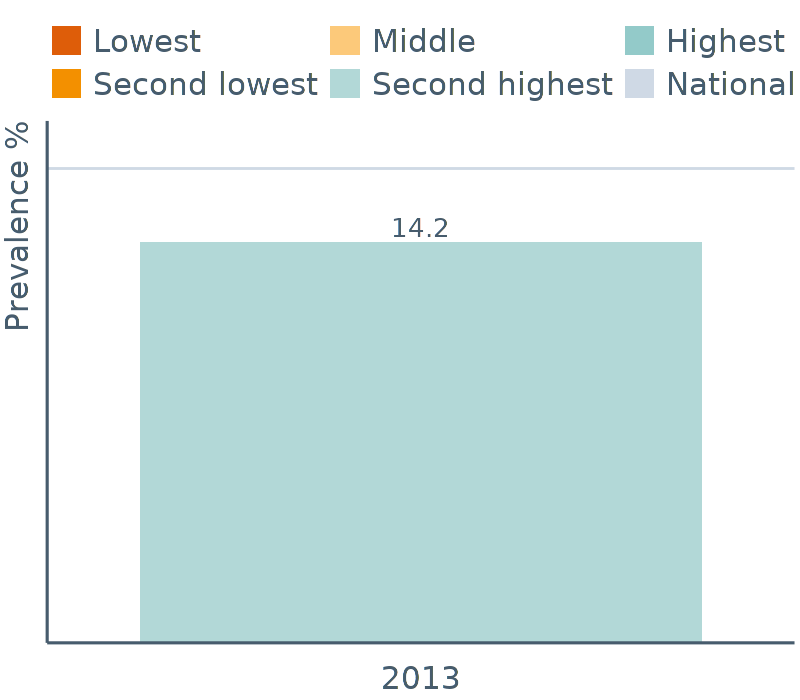 Lowest Middle Highest
Second lowest Second highest National
Prevalence %
14.2
2013